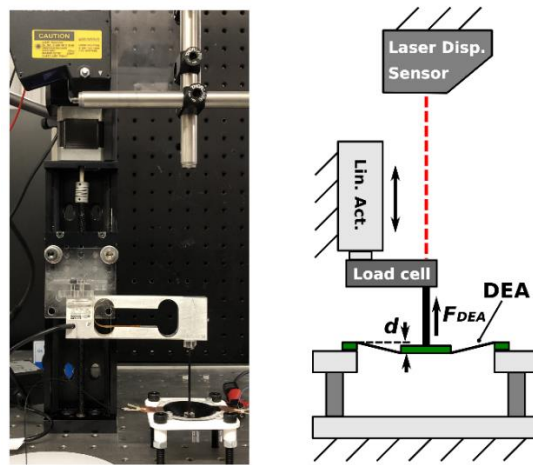 CAUTION
Laser Disp.
Sensor
Lin. Act.
Load cell
DEA
F_DEA
d